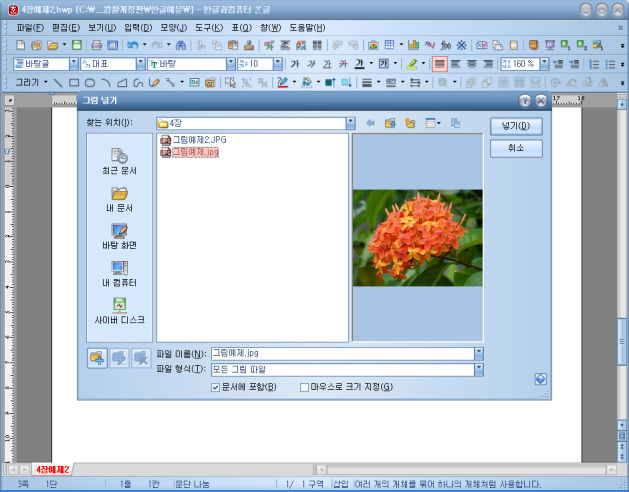 4장예제2.hwp [C:₩...경찰개정판₩한글예문₩] - 한글과컴퓨터 한글
파일(F) 편집(E) 보기(U) 입력(D) 모양(J) 도구(K) 표(Q) 창(W) 도움말(H)
바탕글 대표 바탕 10 가 가 가 가 가 가 160 %
그리기
그림 넣기
찾는 위치(I): 4장
넣기(D)
취소
최근 문서
내 문서
바탕 화면
내 컴퓨터
사이버 디스크
그림예제2.JPG
그림예제.jpg
파일 이름(N): 그림예제.jpg
파일 형식(T): 모든 그림 파일
문서에 포함(B) 마우스로 크기 지정(G)
17 18
4장예제2
3쪽 1단 1줄 1칸 문단 나눔 1/ 1 구역 삽입 여러 개의 개체를 묶어 하나의 개체처럼 사용합니다.